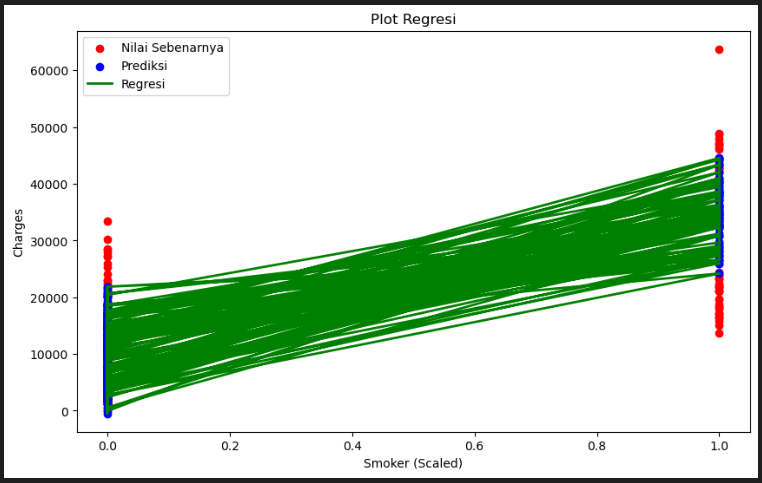 Plot Regresi
Nilai Sebenarnya
Prediksi
Regresi
60000
50000
40000
30000
20000
10000
0
Charges
0.0 0.2 0.4 0.6 0.8 1.0
Smoker (Scaled)